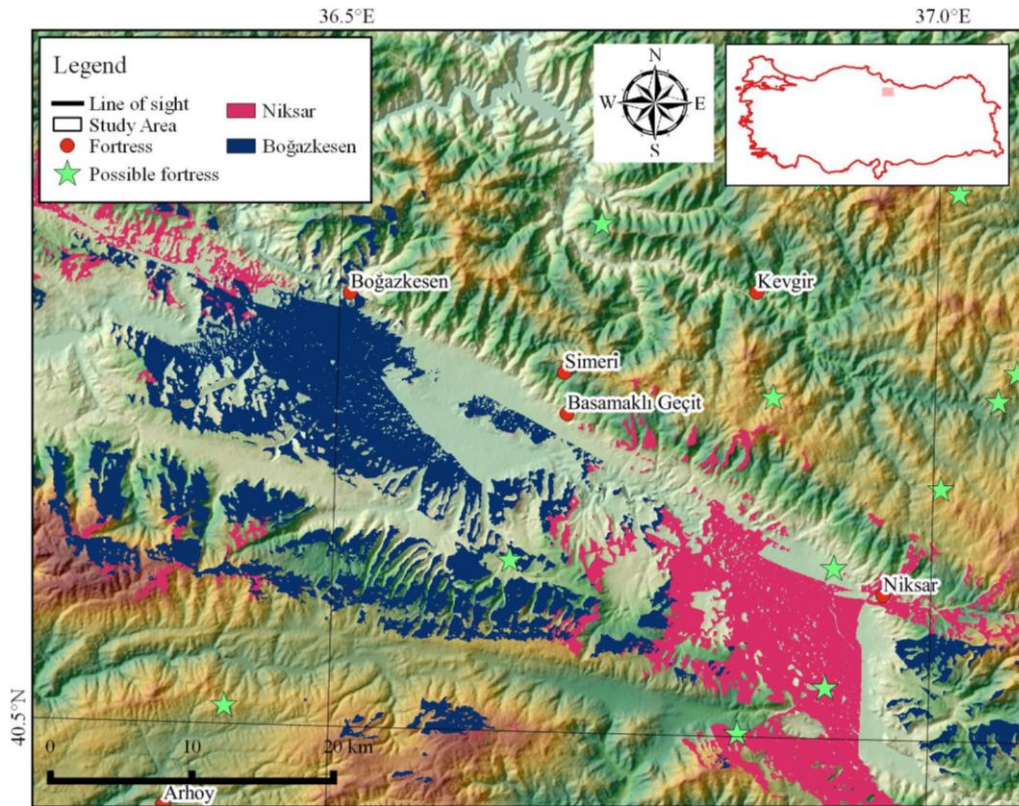 36.5°E
37.0°E
Legend
Line of sight
Study Area
Fortress
Possible fortress
Niksar
Boğazkesen
N
W
E
S
Boğazkesen
Kevgir
Simeri
Basamaklı Geçit
Niksar
40.5°N
0
10
20 km
Arhoy